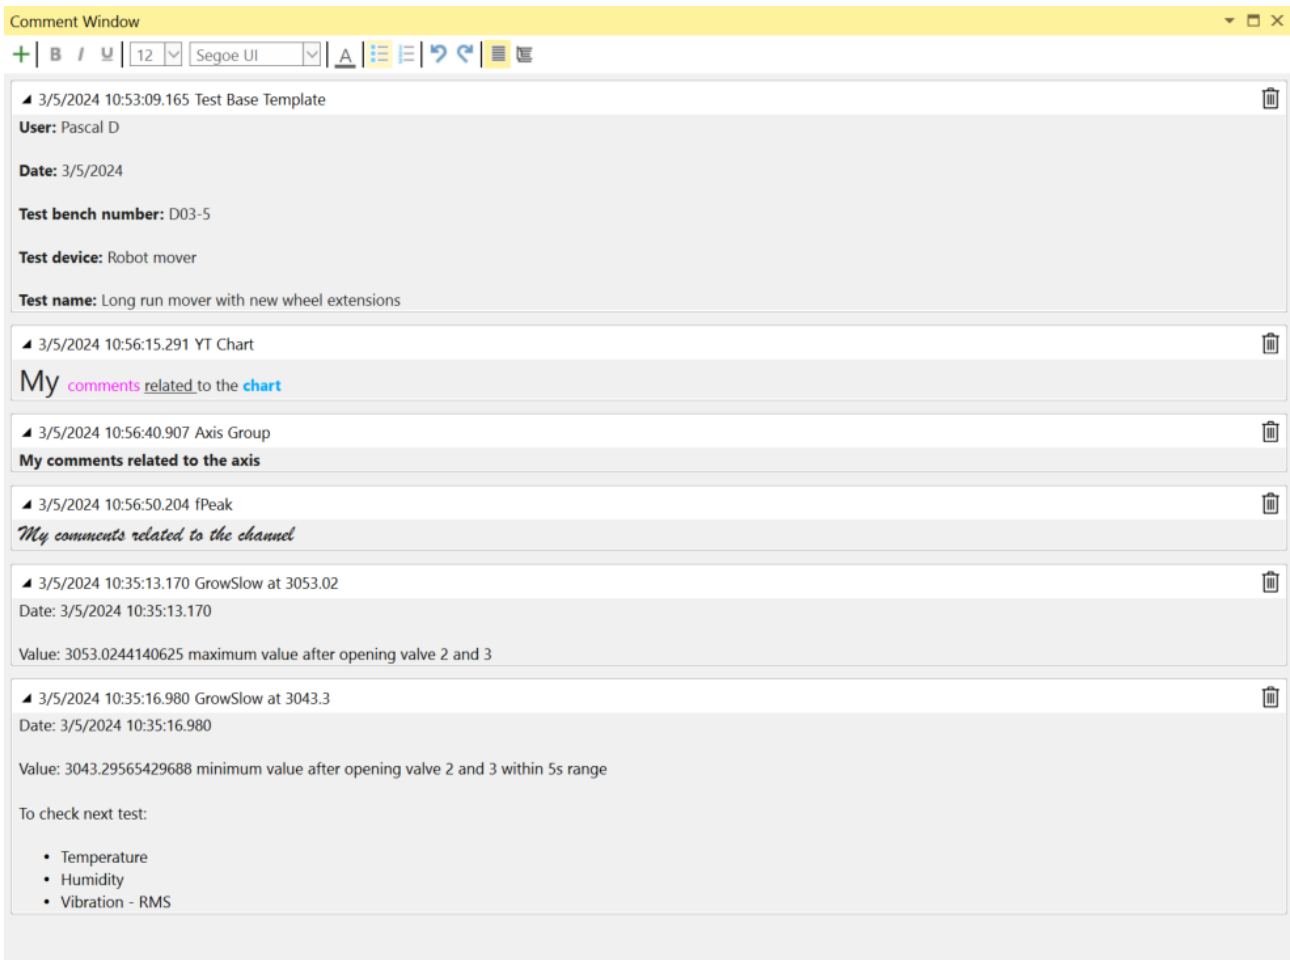 Comment Window
B I U 12 Segoe UI A
3/5/2024 10:53:09.165 Test Base Template
User: Pascal D
Date: 3/5/2024
Test bench number: D03-5
Test device: Robot mover
Test name: Long run mover with new wheel extensions
3/5/2024 10:56:15.291 YT Chart
My comments related to the chart
3/5/2024 10:56:40.907 Axis Group
My comments related to the axis
3/5/2024 10:56:50.204 fPeak
My comments related to the channel
3/5/2024 10:35:13.170 GrowSlow at 3053.02
Date: 3/5/2024 10:35:13.170
Value: 3053.0244140625 maximum value after opening valve 2 and 3
3/5/2024 10:35:16.980 GrowSlow at 3043.3
Date: 3/5/2024 10:35:16.980
Value: 3043.29565429688 minimum value after opening valve 2 and 3 within 5s range
To check next test:
• Temperature
• Humidity
• Vibration - RMS